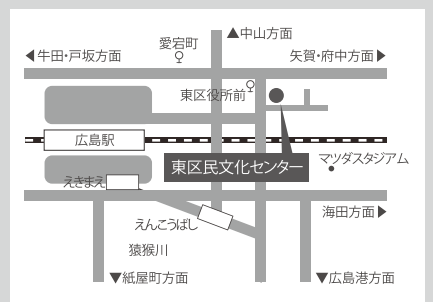 ▲中山方面
愛宕町
◀牛田・戸坂方面
矢賀・府中方面▶
東区役所前
広島駅
東区民文化センター
マツダスタジアム
えきまえ
海田方面▶
えんこうばし
猿猴川
▼紙屋町方面
▼広島港方面